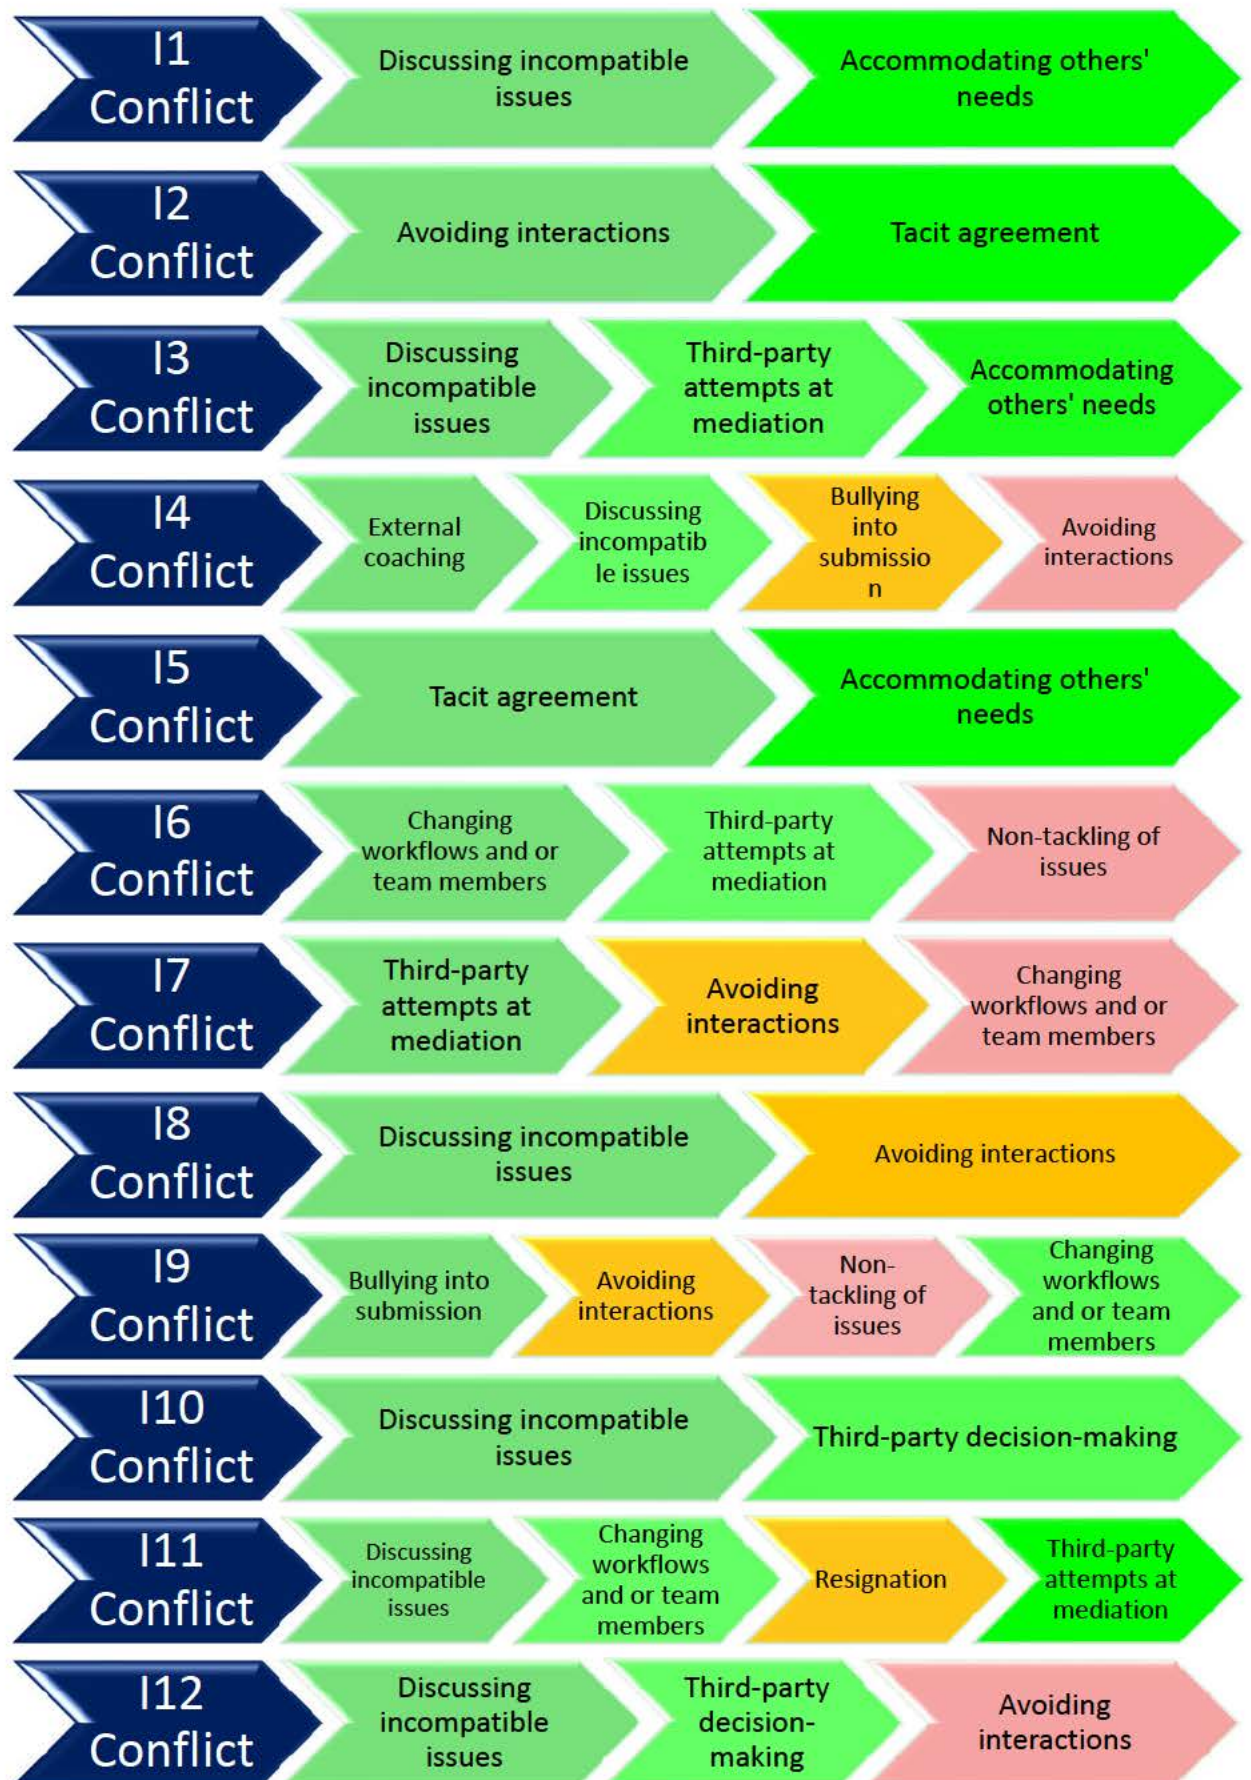 I1
Conflict
Discussing incompatible
issues
Accommodating others'
needs
I2
Conflict
Avoiding interactions
Tacit agreement
I3
Conflict
Discussing
incompatible
issues
Third-party
attempts at
mediation
Accommodating
others' needs
I4
Conflict
External
coaching
Discussing
incompatib
le issues
Bullying
into
submissio
n
Avoiding
interactions
I5
Conflict
Tacit agreement
Accommodating others'
needs
I6
Conflict
Changing
workflows and or
team members
Third-party
attempts at
mediation
Non-tackling of
issues
I7
Conflict
Third-party
attempts at
mediation
Avoiding
interactions
Changing
workflows and or
team members
I8
Conflict
Discussing incompatible
issues
Avoiding interactions
I9
Conflict
Bullying into
submission
Avoiding
interactions
Non-
tackling of
issues
Changing
workflows
and or team
members
I10
Conflict
Discussing incompatible
issues
Third-party decision-making
I11
Conflict
Discussing
incompatible
issues
Changing
workflows
and or team
members
Resignation
Third-party
attempts at
mediation
I12
Conflict
Discussing
incompatible
issues
Third-party
decision-
making
Avoiding
interactions